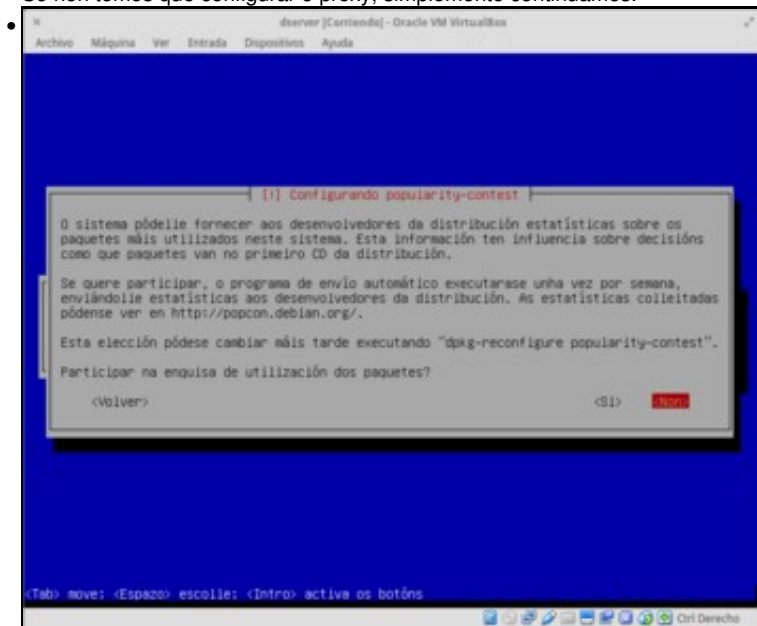 Se non temos que configurar o proxy, simplemente continuamos.
dserver [Corriendo] - Oracle VM VirtualBox
Archivo Máquina Ver Entrada Dispositivos Ayuda
[!] Configurando popularity-contest
O sistema pódelle fornecer aos desenvolvedores da distribución estatísticas sobre os
paquetes máis utilizados neste sistema. Esta información ten influencia sobre decisións
como que paquetes van no primeiro CD da distribución.
Se quere participar, o programa de envío automático executarase unha vez por semana,
enviándolle estatísticas aos desenvolvedores da distribución. As estatísticas colleitadas
pódense ver en http://popcon.debian.org/.
Esta elección pódese cambiar máis tarde executando "dpkg-reconfigure popularity-contest".
Participar na enquisa de utilización dos paquetes?
<Volver> <Si> <Non>
<Tab> move; <Espazo> escolle; <Intro> activa os botóns
Ctrl Derecho